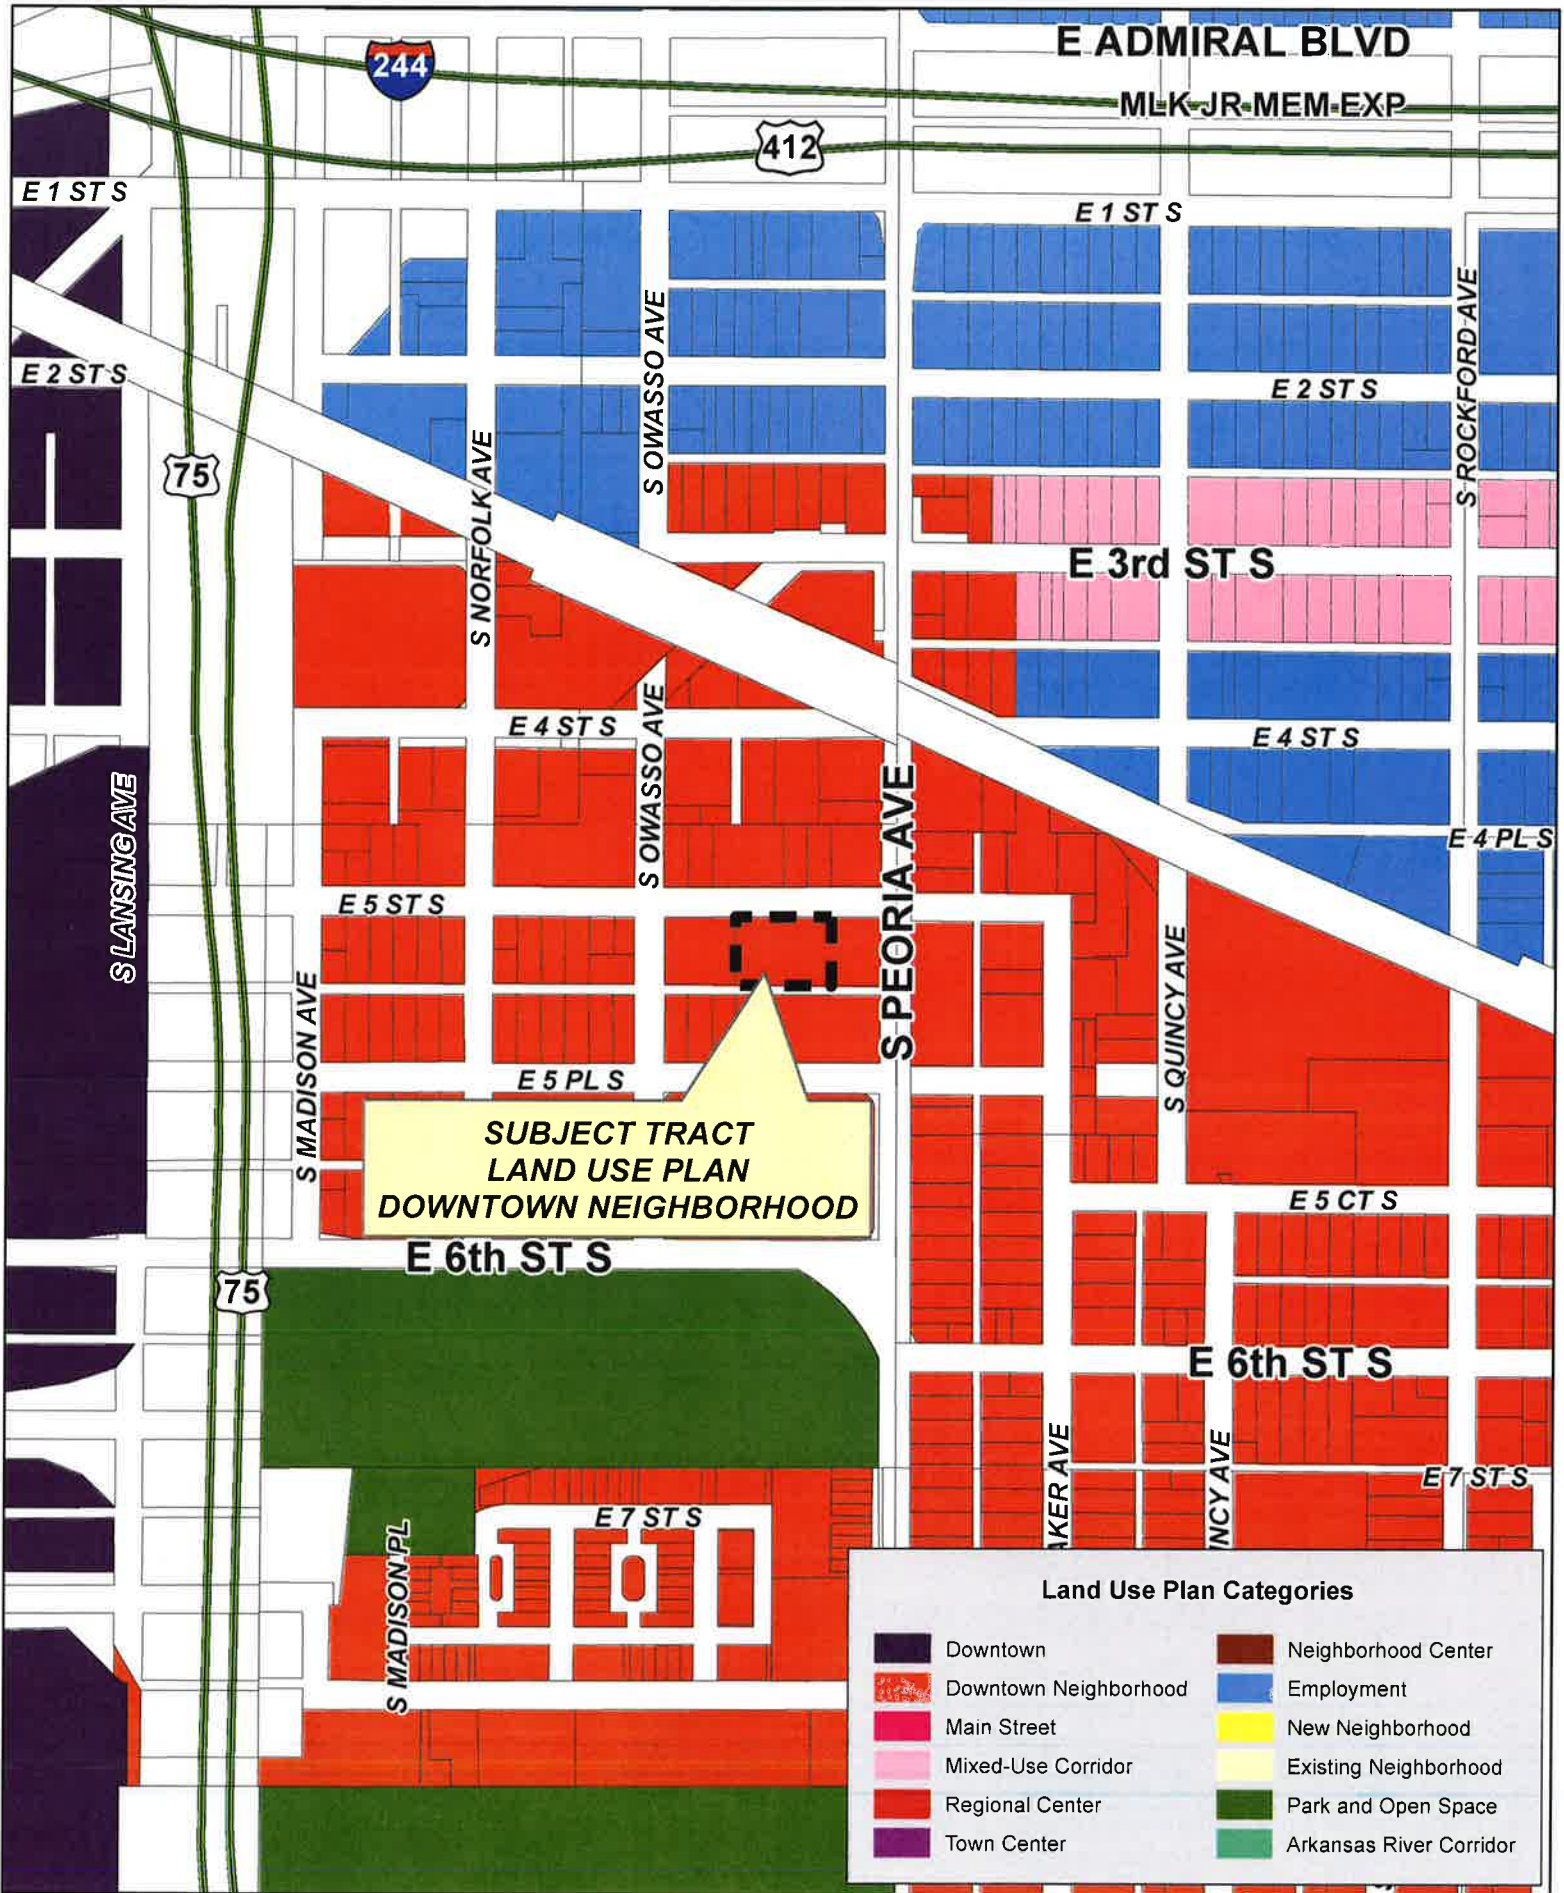 E ADMIRAL BLVD
244
MLK JR MEM EXP
412
E 1 ST S
E 1 ST S
S OWASSO AVE
S ROCKFORD AVE
E 2 ST S
E 2 ST S
75
S NORFOLK AVE
E 3rd ST S
E 4 ST S
E 4 ST S
S OWASSO AVE
S PEORIA AVE
S LANSING AVE
E 4 PL S
E 5 ST S
S MADISON AVE
S QUINCY AVE
E 5 PL S
SUBJECT TRACT
LAND USE PLAN
DOWNTOWN NEIGHBORHOOD
E 5 CT S
E 6th ST S
75
E 6th ST S
AKER AVE
NCY AVE
E 7 ST S
E 7 ST S
S MADISON PL
Land Use Plan Categories
Downtown
Downtown Neighborhood
Main Street
Mixed-Use Corridor
Regional Center
Town Center
Neighborhood Center
Employment
New Neighborhood
Existing Neighborhood
Park and Open Space
Arkansas River Corridor